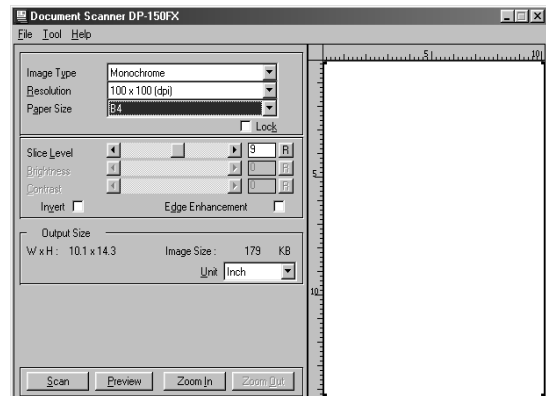 Document Scanner DP-150FX
File Tool Help
Image Type Monochrome
Resolution 100 x 100 (dpi)
Paper Size B4
Lock
Slice Level 9 R
Brightness 0 R
Contrast 0 R
Invert Edge Enhancement
Output Size
W x H : 10.1 x 14.3 Image Size : 179 KB
Unit Inch
Scan Preview Zoom In Zoom Out
5 10
5
10